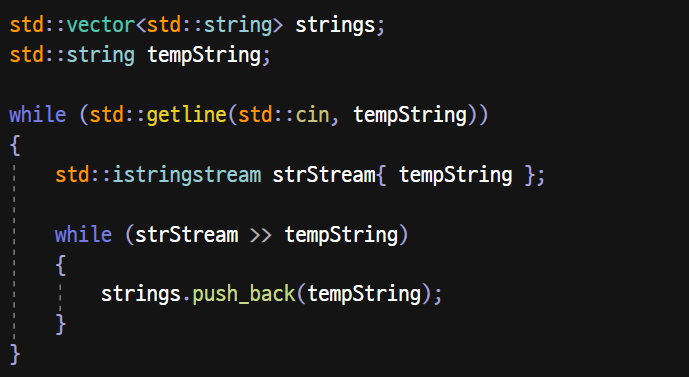 std::vector<std::string> strings;
std::string tempString;
while (std::getline(std::cin, tempString))
{
std::istringstream strStream{ tempString };
while (strStream >> tempString)
{
strings.push_back(tempString);
}
}